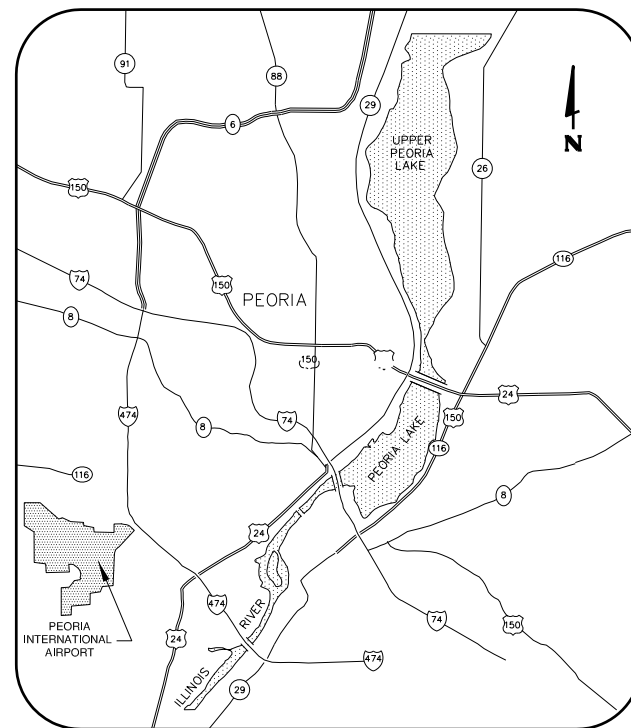 91
88
29
6
UPPER
PEORIA
LAKE
N
26
150
116
74
150
PEORIA
8
150
24
474
74
8
150
116
PEORIA LAKE
116
8
24
474
RIVER
74
150
24
PEORIA
INTERNATIONAL
AIRPORT
474
ILLINOIS
29